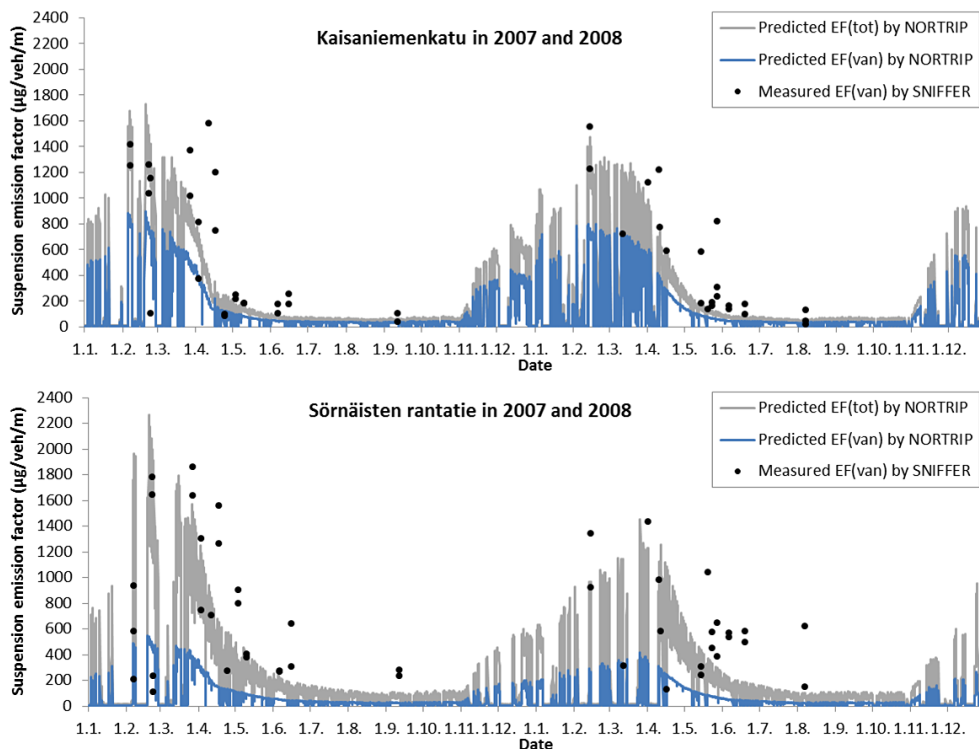 Kaisaniemenkatu in 2007 and 2008
Predicted EF(tot) by NORTRIP
Predicted EF(van) by NORTRIP
Measured EF(van) by SNIFFER
Suspension emission factor (µg/veh/m)
2400
2200
2000
1800
1600
1400
1200
1000
800
600
400
200
0
1.1. 1.2. 1.3. 1.4. 1.5. 1.6. 1.7. 1.8. 1.9. 1.10. 1.11. 1.12. 1.1. 1.2. 1.3. 1.4. 1.5. 1.6. 1.7. 1.8. 1.9. 1.10. 1.11. 1.12.
Date
Sörnäisten rantatie in 2007 and 2008
Predicted EF(tot) by NORTRIP
Predicted EF(van) by NORTRIP
Measured EF(van) by SNIFFER
Suspension emission factor (µg/veh/m)
2400
2200
2000
1800
1600
1400
1200
1000
800
600
400
200
0
1.1. 1.2. 1.3. 1.4. 1.5. 1.6. 1.7. 1.8. 1.9. 1.10. 1.11. 1.12. 1.1. 1.2. 1.3. 1.4. 1.5. 1.6. 1.7. 1.8. 1.9. 1.10. 1.11. 1.12.
Date